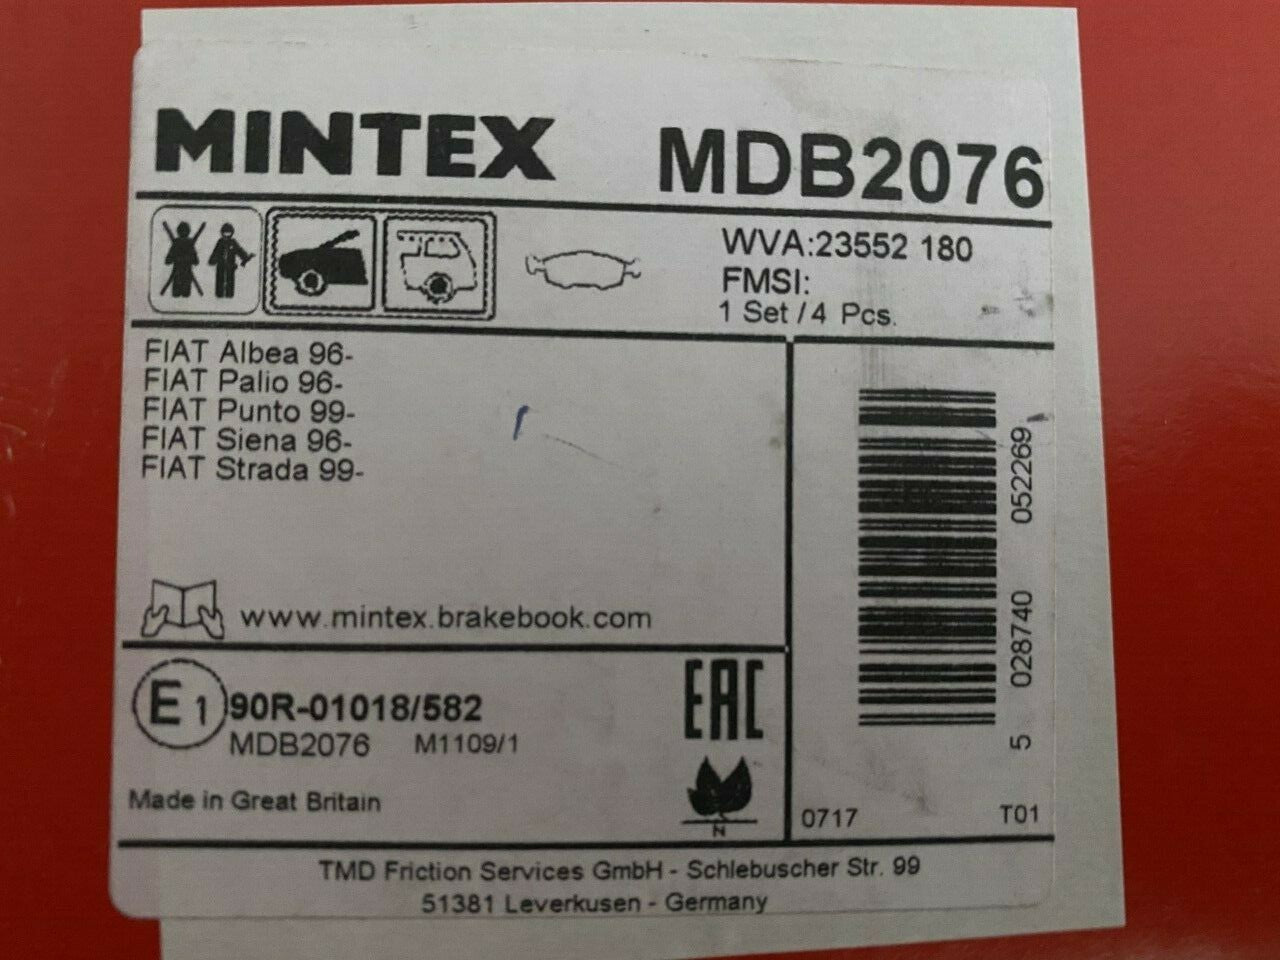 MINTEX MDB2076
WVA:23552 180
FMSI:
1 Set / 4 Pcs.
FIAT Albea 96-
FIAT Palio 96-
FIAT Punto 99-
FIAT Siena 96-
FIAT Strada 99-
www.mintex.brakebook.com
E1 90R-01018/582
MDB2076 M1109/1
EAC
N
Made in Great Britain
5 028740 052269
0717 T01
TMD Friction Services GmbH - Schlebuscher Str. 99
51381 Leverkusen - Germany